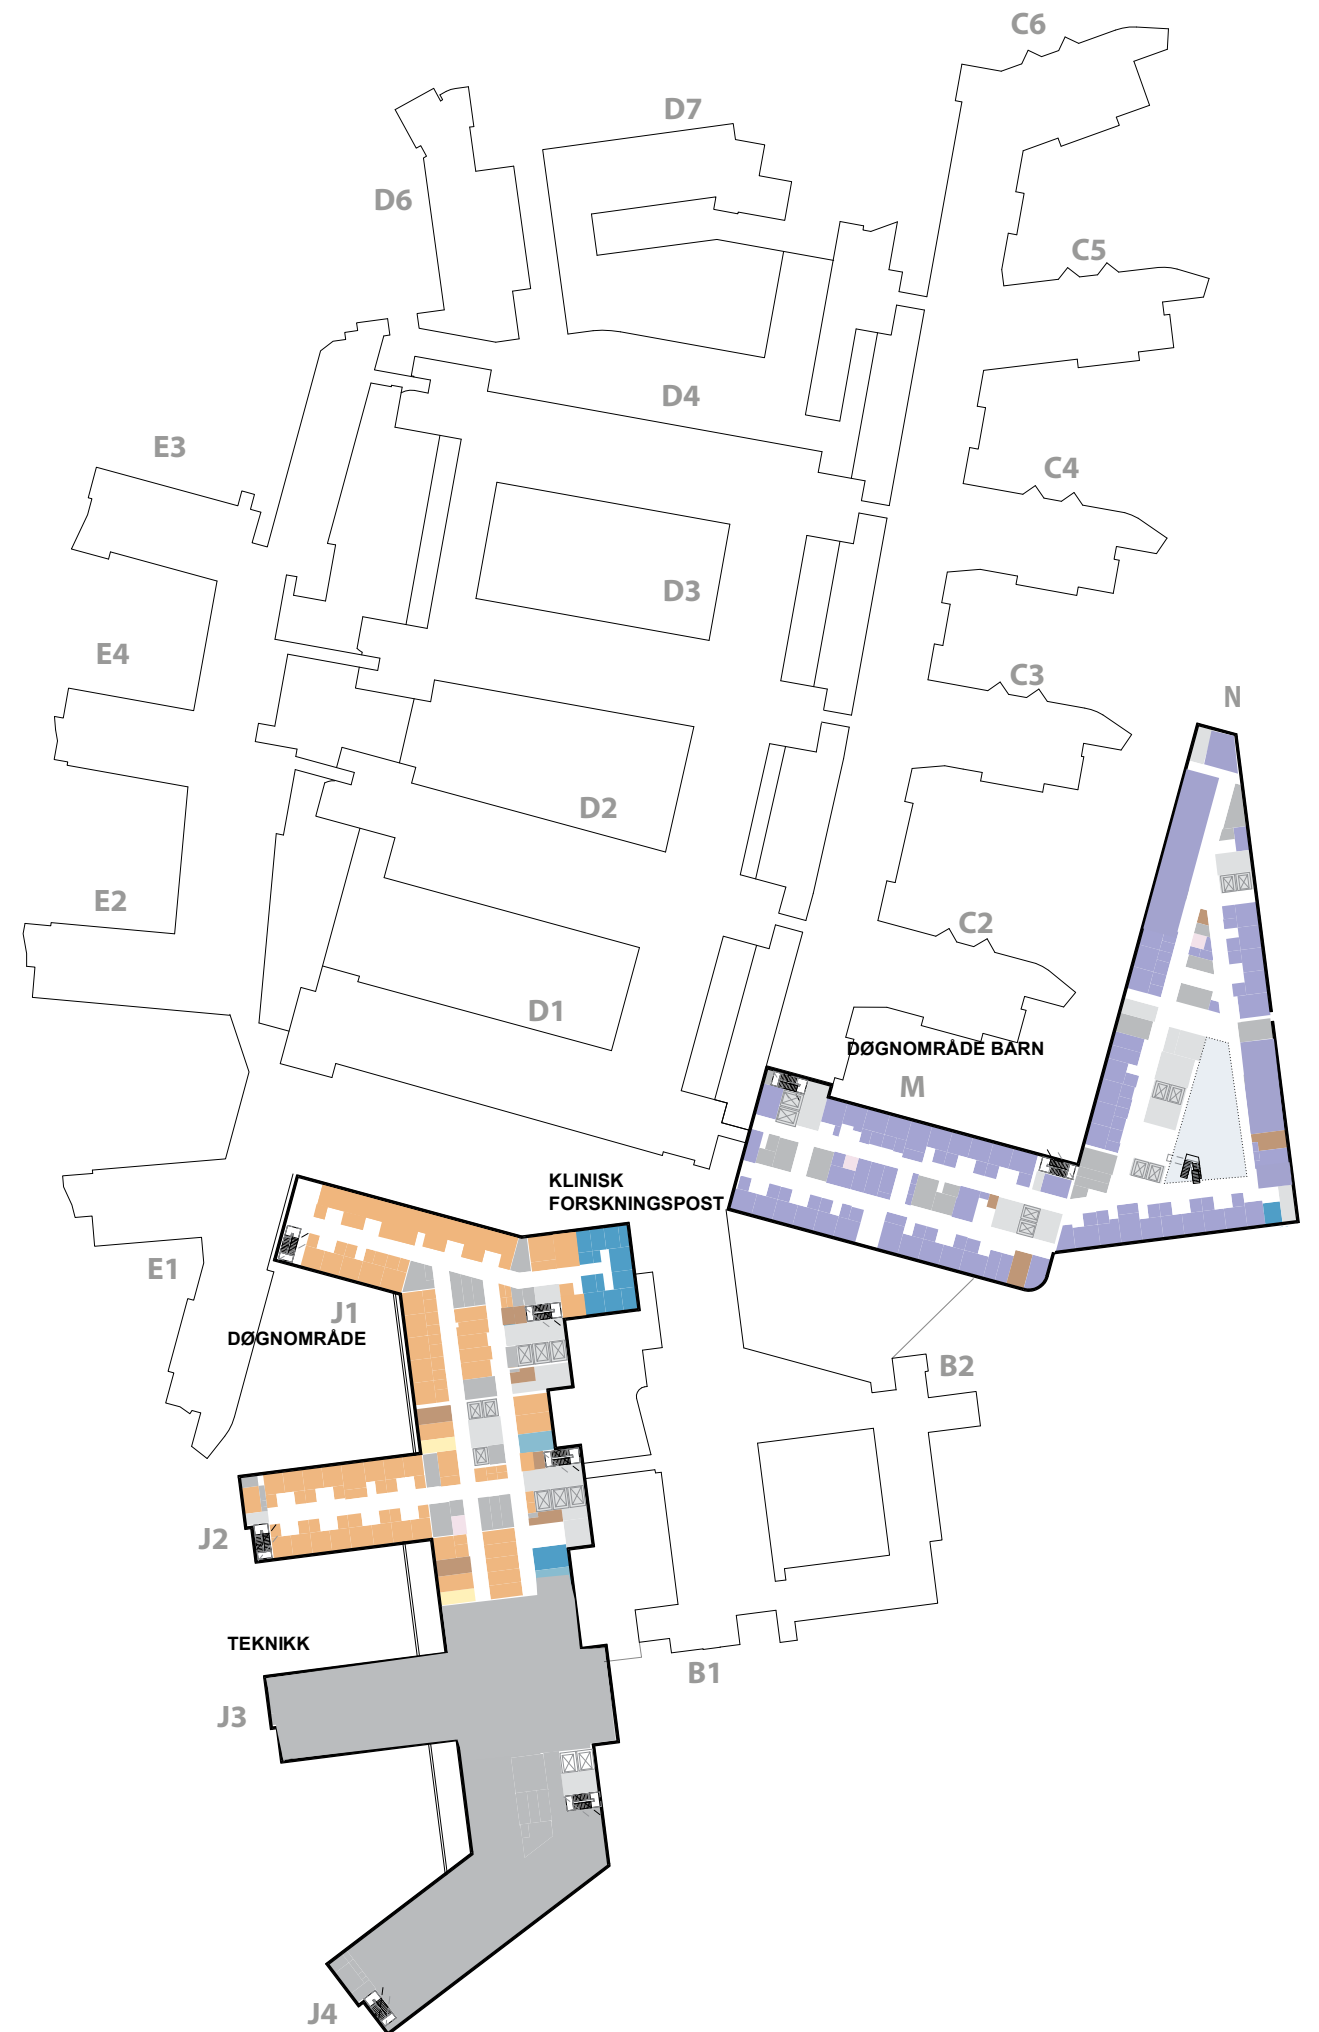 C6
D7
D6
C5
D4
E3
C4
D3
E4
C3
N
D2
E2
C2
D1
DØGNOMRÅDE BARN
M
KLINISK
FORSKNINGSPOST
E1
J1
DØGNOMRÅDE
B2
J2
TEKNIKK
B1
J3
J4